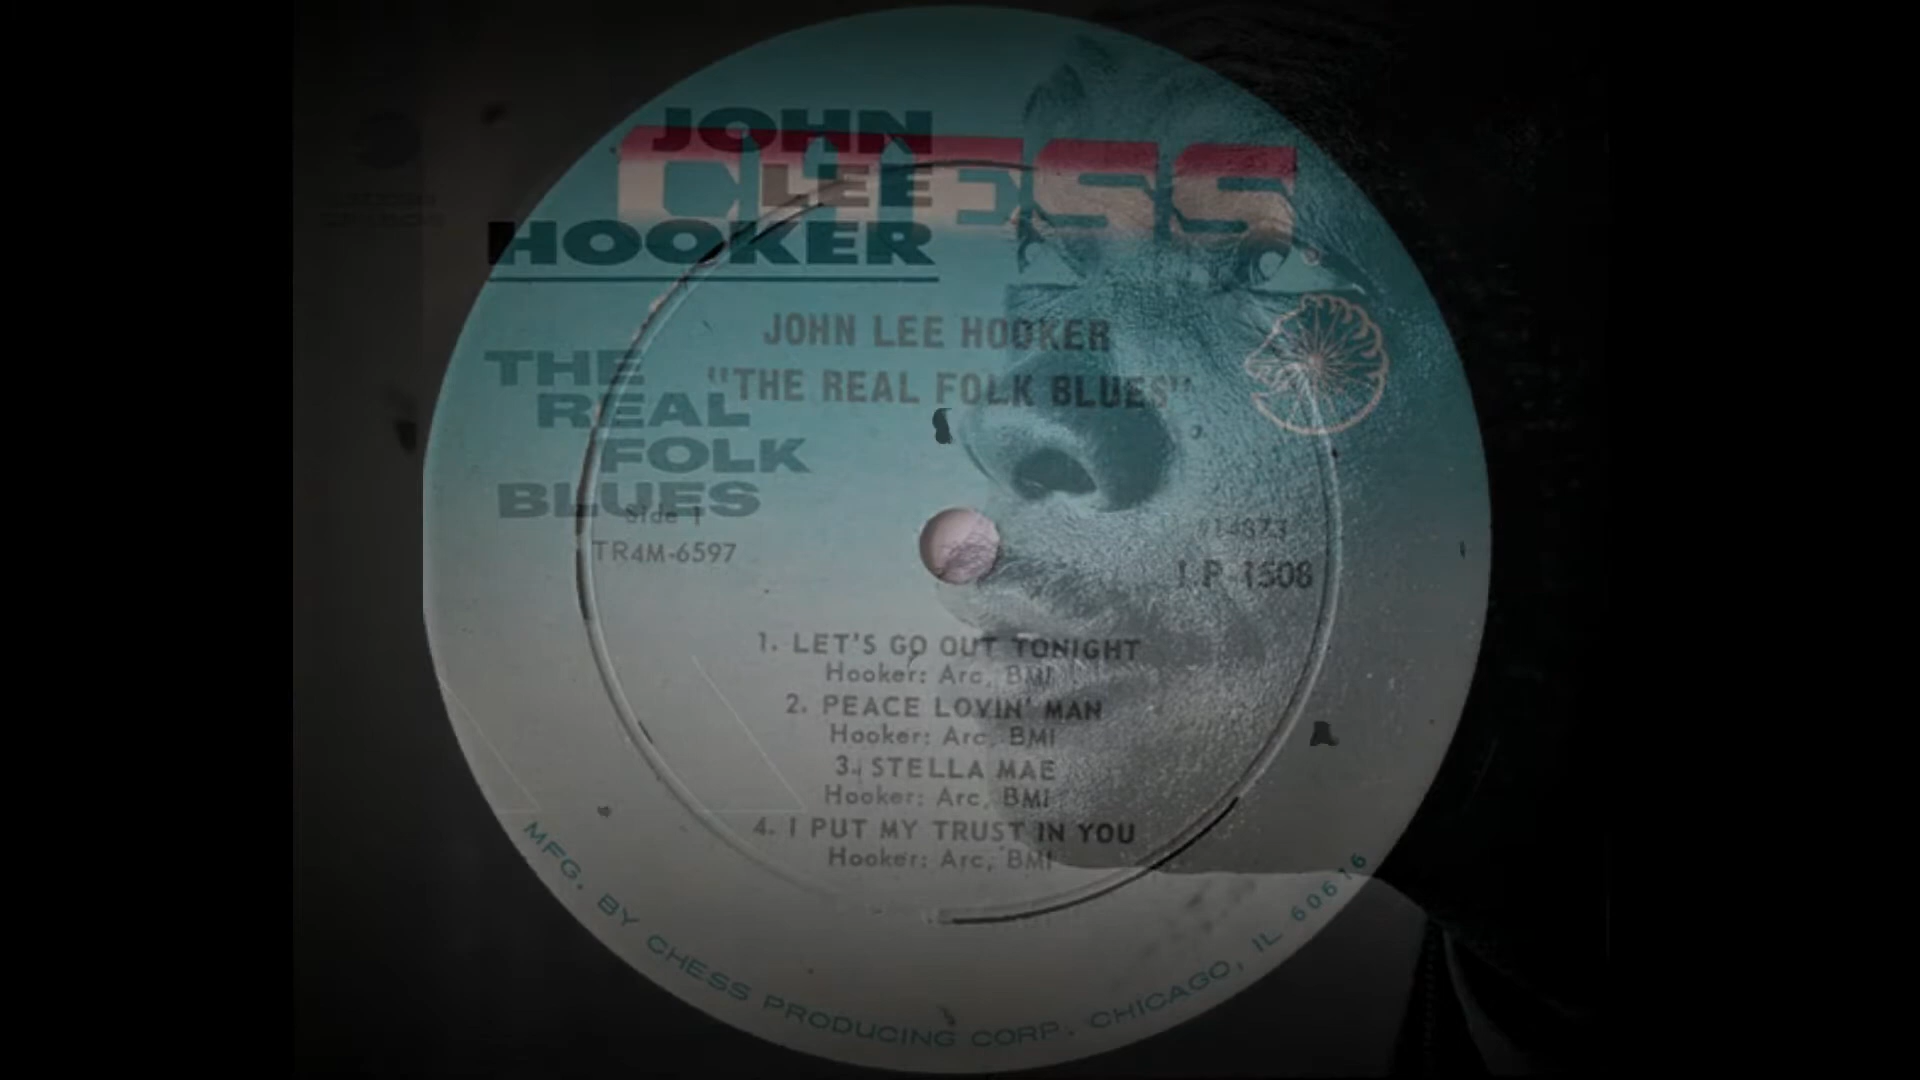 JOHN
LEE
HOOKER
CHESS
THE
REAL
FOLK
BLUES
JOHN LEE HOOKER
"THE REAL FOLK BLUES"
Side 1
TR4M-6597
LP-1508
1. LET'S GO OUT TONIGHT
Hooker: Arc, BMI
2. PEACE LOVIN' MAN
Hooker: Arc, BMI
3. STELLA MAE
Hooker: Arc, BMI
4. I PUT MY TRUST IN YOU
Hooker: Arc, BMI
MFG. BY CHESS PRODUCING CORP. CHICAGO, IL 60616